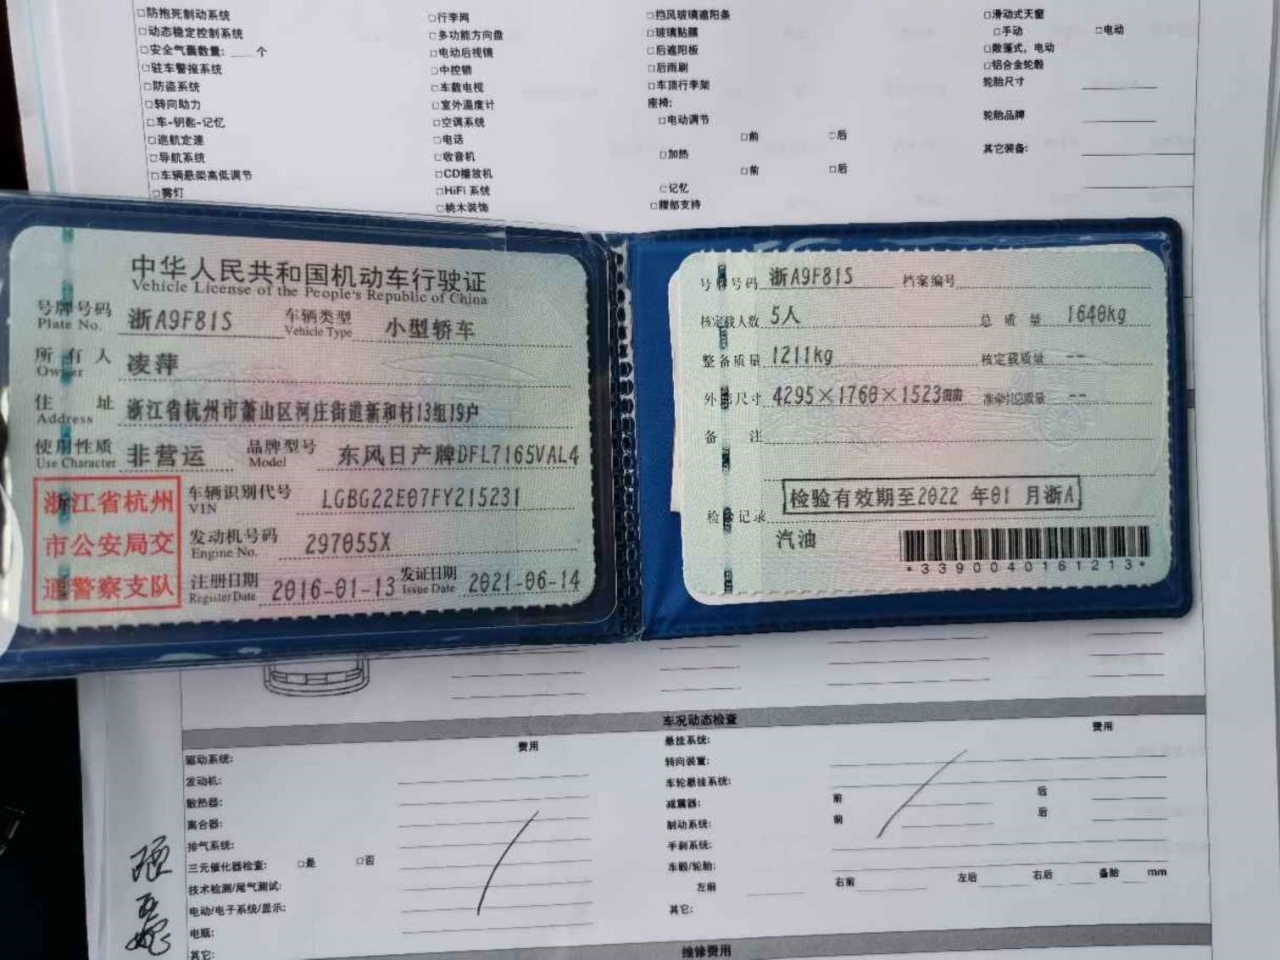 □防抱死制动系统
□动态稳定控制系统
□安全气囊数量: 个
□驻车警报系统
□防盗系统
□转向助力
□车-钥匙-记忆
□巡航定速
□导航系统
□车辆悬架高低调节
□雾灯
□行李网
□多功能方向盘
□电动后视镜
□中控锁
□车载电视
□室外温度计
□空调系统
□电话
□收音机
□CD播放机
□HiFi 系统
□桃木装饰
□挡风玻璃遮阳条
□玻璃贴膜
□后遮阳板
□后雨刷
□车顶行李架
座椅:
□电动调节
□前 □后
□加热
□前 □后
□记忆
□腰部支持
□滑动式天窗
□手动 □电动
□敞篷式，电动
□铝合金轮毂
轮胎尺寸
轮胎品牌
其它装备:
中华人民共和国机动车行驶证
Vehicle License of the People's Republic of China
号牌号码 浙A9F81S 车辆类型 小型轿车
Plate No. Vehicle Type
所有人 凌萍
Owner
住址 浙江省杭州市萧山区河庄街道新和村13组19户
Address
使用性质 非营运 品牌型号 东风日产牌DFL7165VAL4
Use Character Model
浙江省杭州
市公安局交
通警察支队
车辆识别代号 LGBG22E07FY215231
VIN
发动机号码 297055X
Engine No.
注册日期 2016-01-13 发证日期 2021-06-14
Register Date Issue Date
号牌号码 浙A9F81S 档案编号
核定载人数 5人 总质量 1640kg
整备质量 1211kg 核定载质量 --
外廓尺寸 4295×1760×1523mm 准牵引总质量 --
备注
检验有效期至2022 年01 月浙A
检验记录
汽油
*3390040161213*
车况动态检查
费用 费用
驱动系统:
发动机:
散热器:
离合器:
排气系统:
三元催化器检查: □是 □否
技术检测/尾气测试:
电动/电子系统/显示:
电瓶:
其它:
悬挂系统:
转向装置:
车轮悬挂系统:
减震器: 前 后
制动系统: 前 后
手刹系统:
车毂/轮胎:
左前 右前 左后 右后 备胎 mm
其它:
维修费用